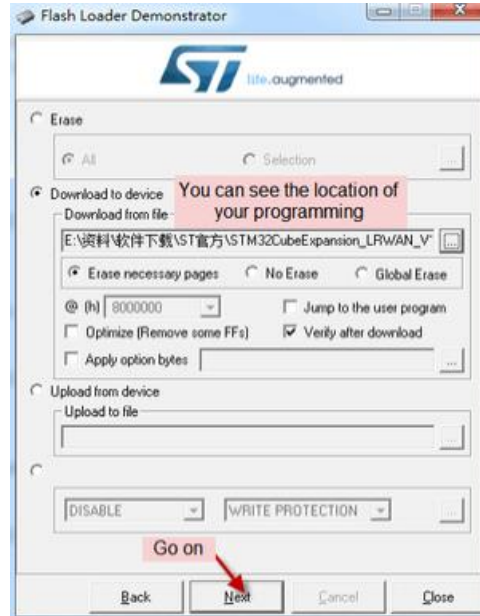 Flash Loader Demonstrator
life.augmented
Erase
All
Selection
...
Download to device
You can see the location of
your programming
Download from file
E:\资料\软件下载\ST官方\STM32CubeExpansion_LRWAN_V
...
Erase necessary pages
No Erase
Global Erase
@ (h)
8000000
Jump to the user program
Optimize (Remove some FFs)
Verify after download
Apply option bytes
...
Upload from device
Upload to file
...
DISABLE
WRITE PROTECTION
...
Go on
Back
Next
Cancel
Close